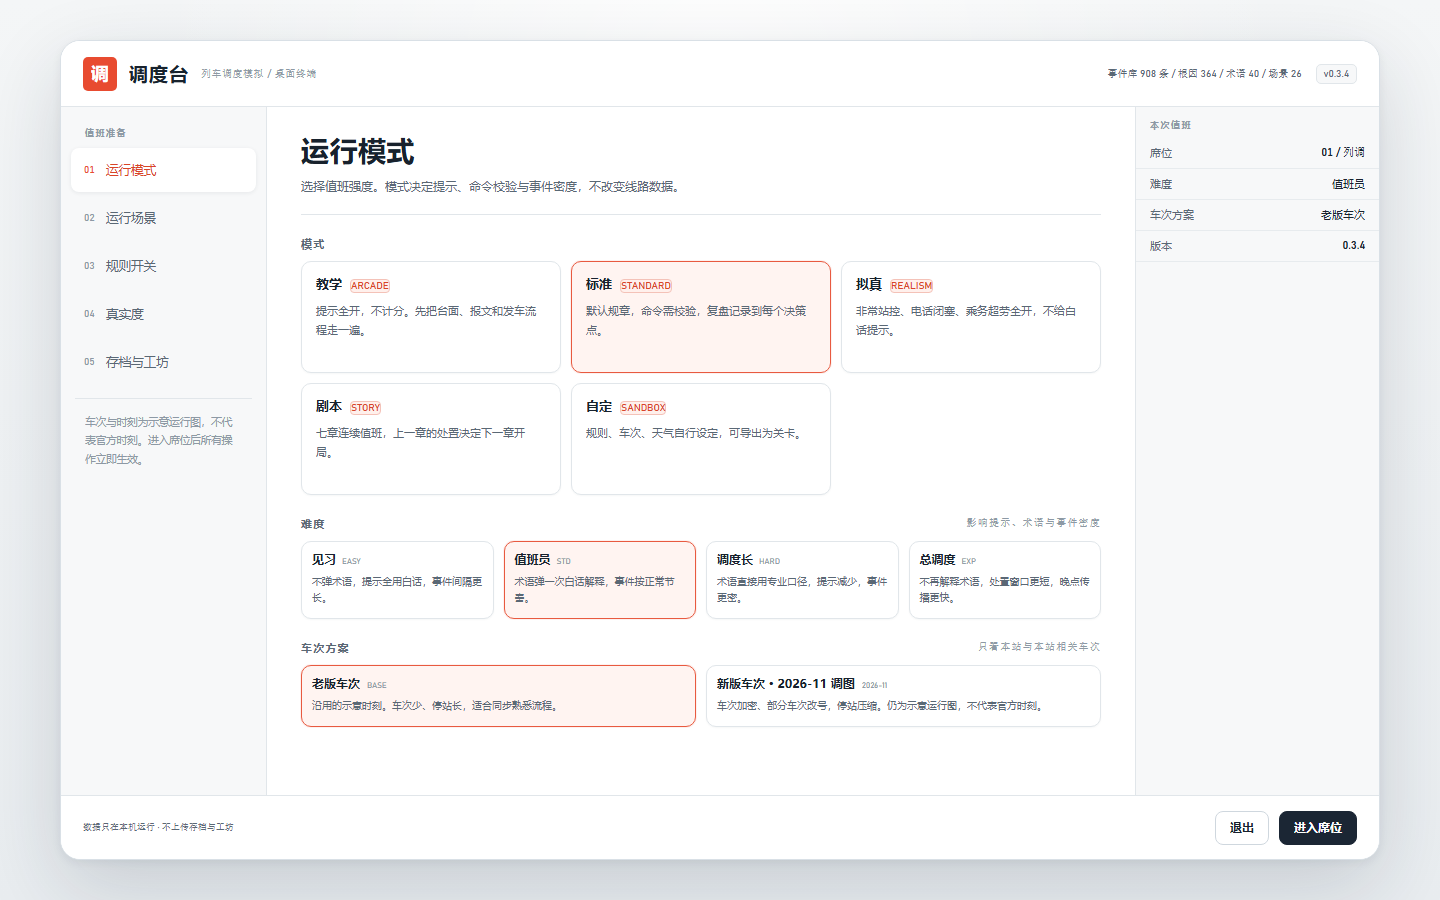 调 调度台 列车调度模拟 / 桌面终端
事件库 908 条 / 根因 364 / 术语 40 / 场景 26 v0.3.4
值班准备
01 运行模式
02 运行场景
03 规则开关
04 真实度
05 存档与工坊
车次与时刻为示意运行图，不代
表官方时刻。进入席位后所有操
作立即生效。
运行模式
选择值班强度。模式决定提示、命令校验与事件密度，不改变线路数据。
模式
教学 ARCADE
提示全开，不计分。先把台面、报文和发车流
程走一遍。
标准 STANDARD
默认规章，命令需校验，复盘记录到每个决策
点。
拟真 REALISM
非常站控、电话闭塞、乘务超劳全开，不给白
话提示。
剧本 STORY
七章连续值班，上一章的处置决定下一章开
局。
自定 SANDBOX
规则、车次、天气自行设定，可导出为关卡。
难度
影响提示、术语与事件密度
见习 EASY
不弹术语，提示全用白话，事件间隔更
长。
值班员 STD
术语弹一次白话解释，事件按正常节
奏。
调度长 HARD
术语直接用专业口径，提示减少，事件
更密。
总调度 EXP
不再解释术语，处置窗口更短，晚点传
播更快。
车次方案
只看本站与本站相关车次
老版车次 BASE
沿用的示意时刻。车次少、停站长，适合同步熟悉流程。
新版车次 • 2026-11 调图 2026-11
车次加密、部分车次改号，停站压缩。仍为示意运行图，不代表官方时刻。
本次值班
席位 01 / 列调
难度 值班员
车次方案 老版车次
版本 0.3.4
数据只在本机运行 · 不上传存档与工坊
退出
进入席位